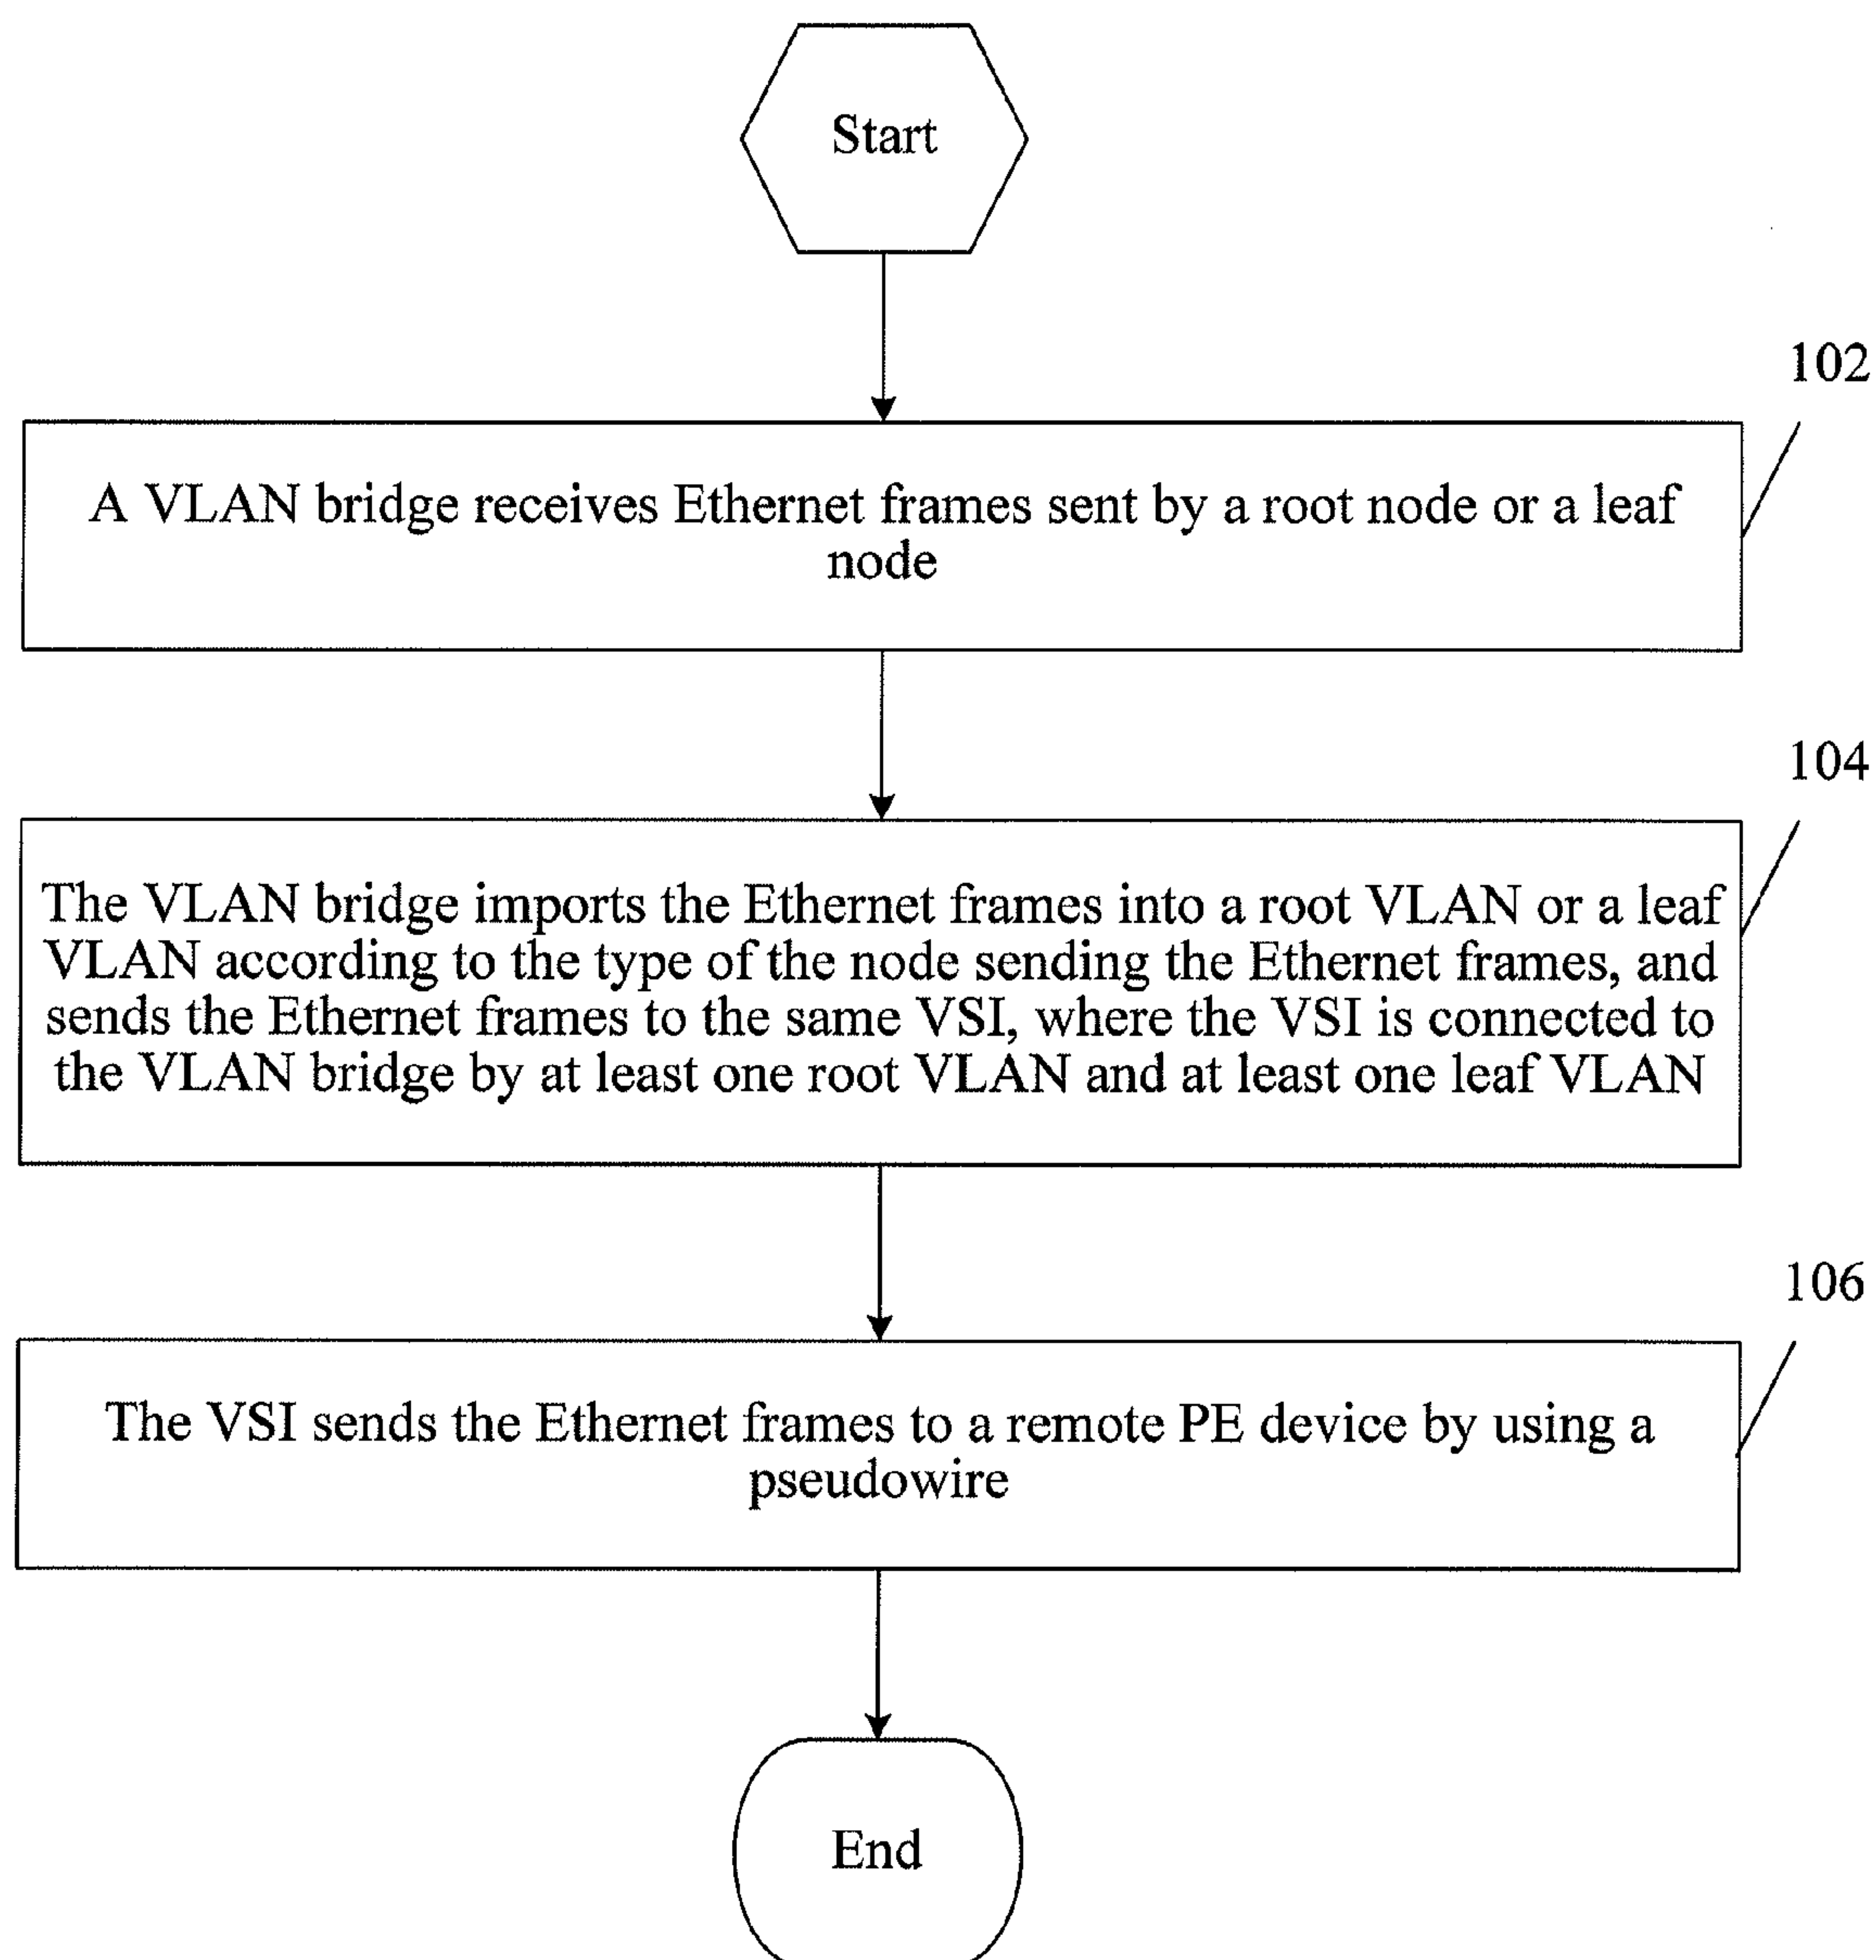 Start
102
A VLAN bridge receives Ethernet frames sent by a root node or a leaf
node
104
The VLAN bridge imports the Ethernet frames into a root VLAN or a leaf
VLAN according to the type of the node sending the Ethernet frames, and
sends the Ethernet frames to the same VSI, where the VSI is connected to
the VLAN bridge by at least one root VLAN and at least one leaf VLAN
106
The VSI sends the Ethernet frames to a remote PE device by using a
pseudowire
End